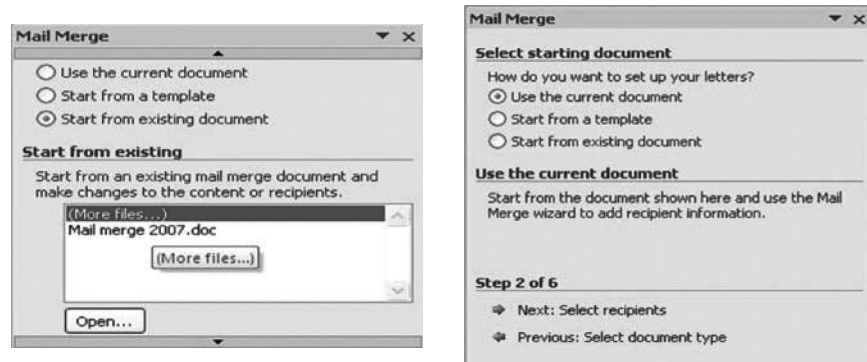 Mail Merge
Use the current document
Start from a template
Start from existing document
Start from existing
Start from an existing mail merge document and
make changes to the content or recipients.
(More files...)
Mail merge 2007.doc
(More files...)
Open...
Mail Merge
Select starting document
How do you want to set up your letters?
Use the current document
Start from a template
Start from existing document
Use the current document
Start from the document shown here and use the Mail
Merge wizard to add recipient information.
Step 2 of 6
Next: Select recipients
Previous: Select document type